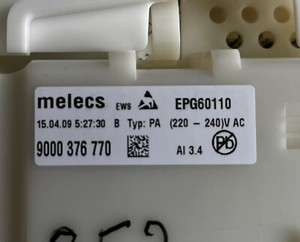 melecs EWS EPG60110
15.04.09 5:27:30 B Typ: PA (220 – 240)V AC
9000 376 770 AI 3.4 Pb